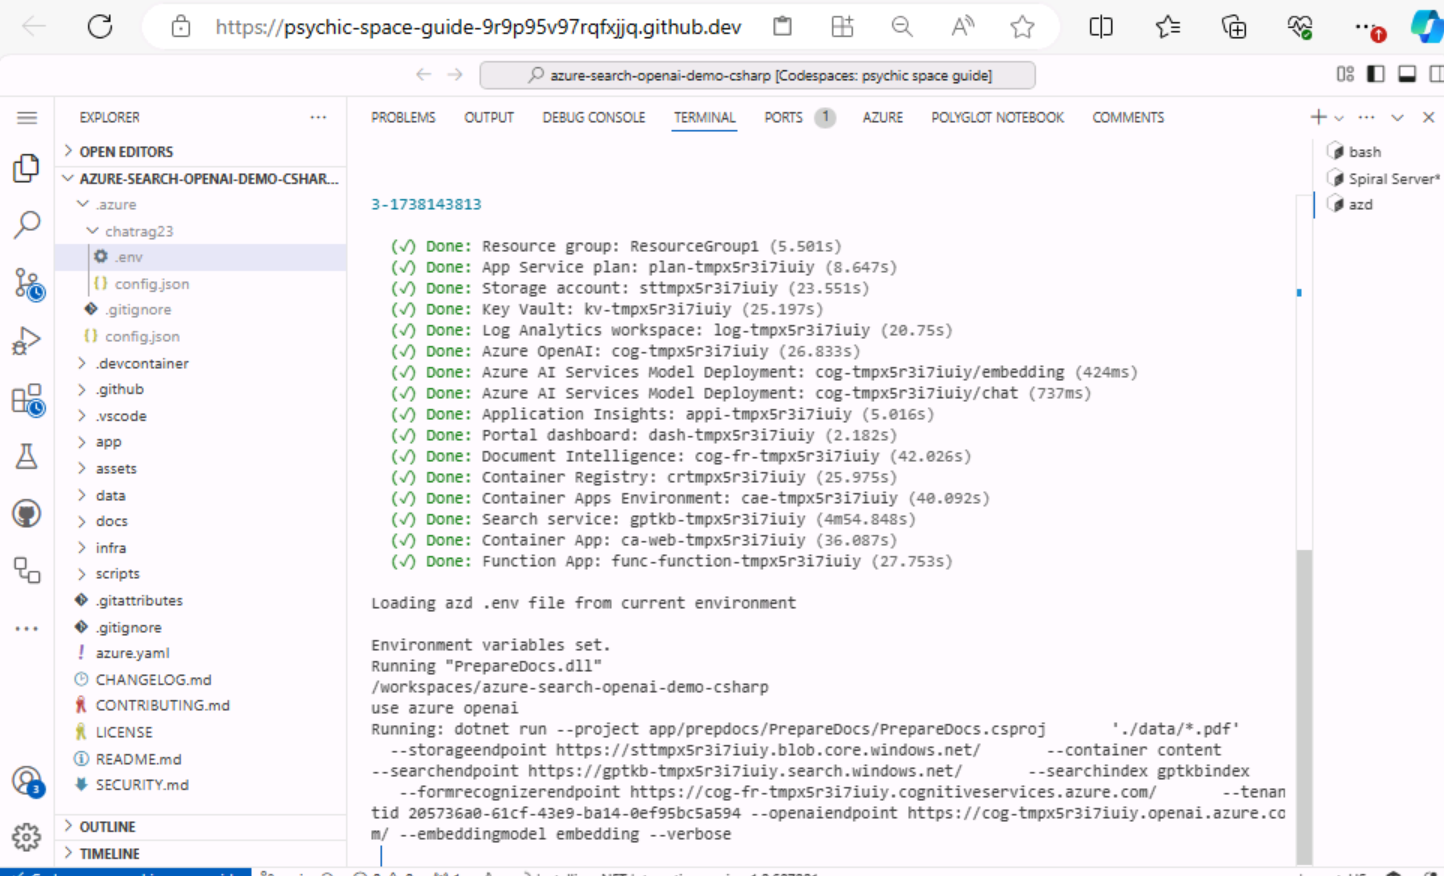 https://psychic-space-guide-9r9p95v97rqfxjjq.github.dev
azure-search-openai-demo-csharp [Codespaces: psychic space guide]
EXPLORER
OPEN EDITORS
AZURE-SEARCH-OPENAI-DEMO-CSHAR...
.azure
chatrag23
.env
config.json
.gitignore
config.json
.devcontainer
.github
.vscode
app
assets
data
docs
infra
scripts
.gitattributes
.gitignore
azure.yaml
CHANGELOG.md
CONTRIBUTING.md
LICENSE
README.md
SECURITY.md
OUTLINE
TIMELINE
3
PROBLEMS OUTPUT DEBUG CONSOLE TERMINAL PORTS 1 AZURE POLYGLOT NOTEBOOK COMMENTS
3-1738143813
(✓) Done: Resource group: ResourceGroup1 (5.501s)
(✓) Done: App Service plan: plan-tmpx5r3i7iuiy (8.647s)
(✓) Done: Storage account: sttmpx5r3i7iuiy (23.551s)
(✓) Done: Key Vault: kv-tmpx5r3i7iuiy (25.197s)
(✓) Done: Log Analytics workspace: log-tmpx5r3i7iuiy (20.75s)
(✓) Done: Azure OpenAI: cog-tmpx5r3i7iuiy (26.833s)
(✓) Done: Azure AI Services Model Deployment: cog-tmpx5r3i7iuiy/embedding (424ms)
(✓) Done: Azure AI Services Model Deployment: cog-tmpx5r3i7iuiy/chat (737ms)
(✓) Done: Application Insights: appi-tmpx5r3i7iuiy (5.016s)
(✓) Done: Portal dashboard: dash-tmpx5r3i7iuiy (2.182s)
(✓) Done: Document Intelligence: cog-fr-tmpx5r3i7iuiy (42.026s)
(✓) Done: Container Registry: crtmpx5r3i7iuiy (25.975s)
(✓) Done: Container Apps Environment: cae-tmpx5r3i7iuiy (40.092s)
(✓) Done: Search service: gptkb-tmpx5r3i7iuiy (4m54.848s)
(✓) Done: Container App: ca-web-tmpx5r3i7iuiy (36.087s)
(✓) Done: Function App: func-function-tmpx5r3i7iuiy (27.753s)
Loading azd .env file from current environment
Environment variables set.
Running "PrepareDocs.dll"
/workspaces/azure-search-openai-demo-csharp
use azure openai
Running: dotnet run --project app/prepdocs/PrepareDocs/PrepareDocs.csproj './data/*.pdf'
--storageendpoint https://sttmpx5r3i7iuiy.blob.core.windows.net/ --container content
--searchendpoint https://gptkb-tmpx5r3i7iuiy.search.windows.net/ --searchindex gptkbindex
--formrecognizerendpoint https://cog-fr-tmpx5r3i7iuiy.cognitiveservices.azure.com/ --tenan
tid 205736a0-61cf-43e9-ba14-0ef95bc5a594 --openaiendpoint https://cog-tmpx5r3i7iuiy.openai.azure.co
m/ --embeddingmodel embedding --verbose
bash
Spiral Server*
azd